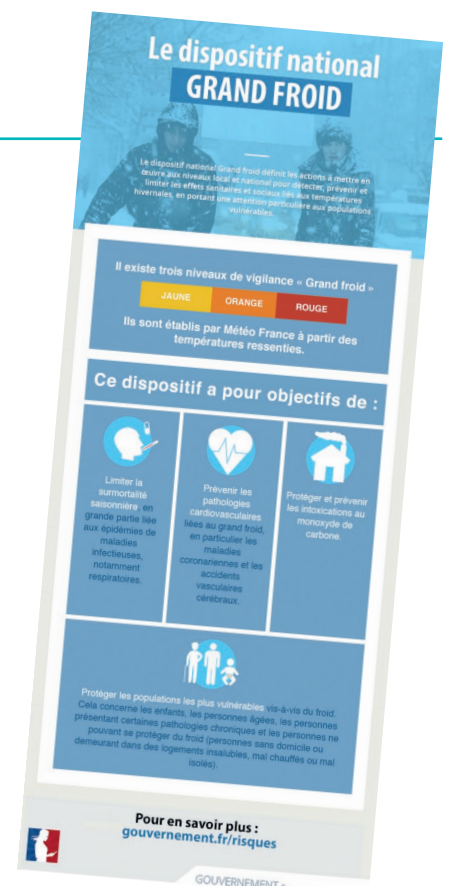 Le dispositif national
GRAND FROID
Le dispositif national Grand froid définit les actions à mettre en
œuvre aux niveaux local et national pour détecter, prévenir et
limiter les effets sanitaires et sociaux liés aux températures
hivernales, en portant une attention particulière aux populations
vulnérables.
Il existe trois niveaux de vigilance « Grand froid »
JAUNE
ORANGE
ROUGE
Ils sont établis par Météo France à partir des
températures ressenties.
Ce dispositif a pour objectifs de :
Limiter la
surmortalité
saisonnière en
grande partie liée
aux épidémies de
maladies
infectieuses,
notamment
respiratoires.
Prévenir les
pathologies
cardiovasculaires
liées au grand froid,
en particulier les
maladies
coronariennes et les
accidents
vasculaires
cérébraux.
Protéger et prévenir
les intoxications au
monoxyde de
carbone.
Protéger les populations les plus vulnérables vis-à-vis du froid.
Cela concerne les enfants, les personnes âgées, les personnes
présentant certaines pathologies chroniques et les personnes ne
pouvant se protéger du froid (personnes sans domicile ou
demeurant dans des logements insalubles, mal chauffés ou mal
isolés).
Pour en savoir plus :
gouvernement.fr/risques
GOUVERNEMENT